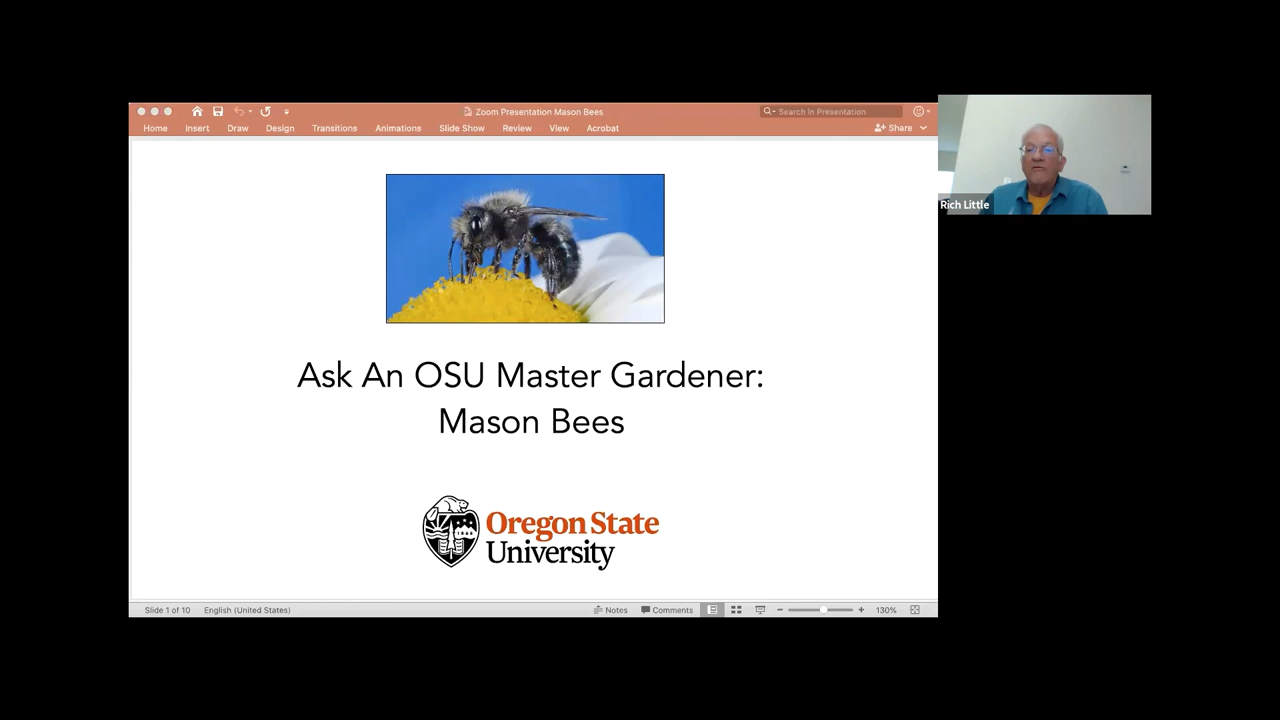 Zoom Presentation Mason Bees
Search in Presentation
Home Insert Draw Design Transitions Animations Slide Show Review View Acrobat
Share
Rich Little
Ask An OSU Master Gardener:
Mason Bees
Oregon State
University
Slide 1 of 10 English (United States)
Notes Comments 130%